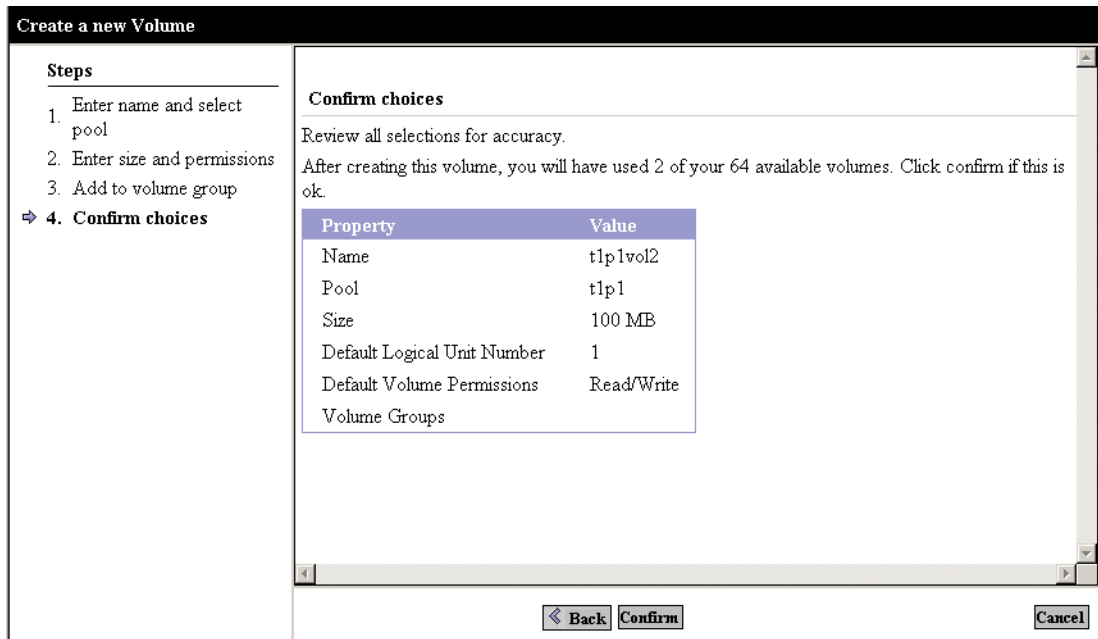 Create a new Volume
Steps
1. Enter name and select
pool
2. Enter size and permissions
3. Add to volume group
4. Confirm choices
Confirm choices
Review all selections for accuracy.
After creating this volume, you will have used 2 of your 64 available volumes. Click confirm if this is
ok.
Property Value
Name t1p1vol2
Pool t1p1
Size 100 MB
Default Logical Unit Number 1
Default Volume Permissions Read/Write
Volume Groups
Back Confirm Cancel